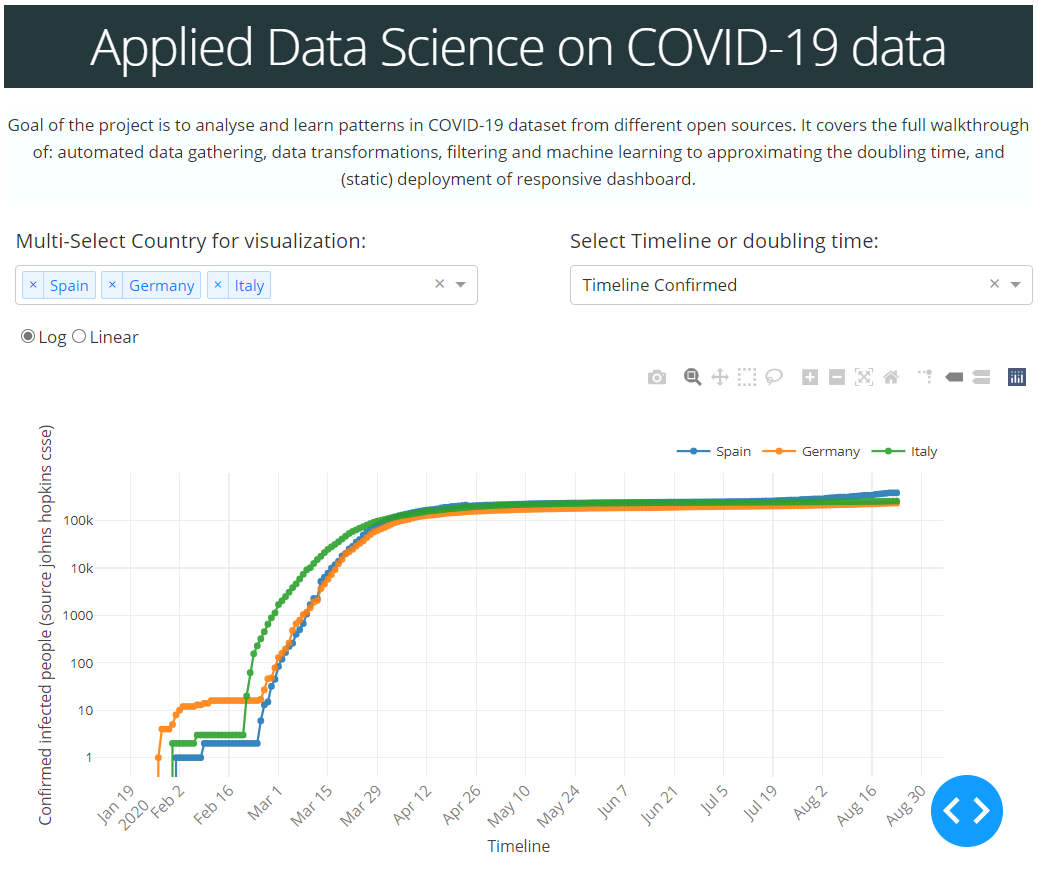 Applied Data Science on COVID-19 data
Goal of the project is to analyse and learn patterns in COVID-19 dataset from different open sources. It covers the full walkthrough
of: automated data gathering, data transformations, filtering and machine learning to approximating the doubling time, and
(static) deployment of responsive dashboard.
Multi-Select Country for visualization:
× Spain × Germany × Italy ×
Select Timeline or doubling time:
Timeline Confirmed ×
Log Linear
Spain Germany Italy
Confirmed infected people (source johns hopkins csse)
100k
10k
1000
100
10
1
Jan 19
2020
Feb 2
Feb 16
Mar 1
Mar 15
Mar 29
Apr 12
Apr 26
May 10
May 24
Jun 7
Jun 21
Jul 5
Jul 19
Aug 2
Aug 16
Aug 30
Timeline